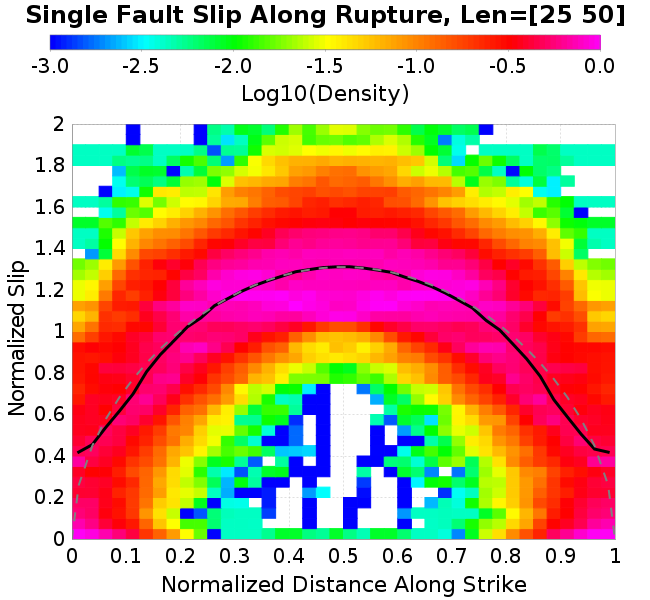 Single Fault Slip Along Rupture, Len=[25 50]
-3.0 -2.5 -2.0 -1.5 -1.0 -0.5 0.0
Log10(Density)
2
1.8
1.6
1.4
1.2
1
0.8
0.6
0.4
0.2
0
Normalized Slip
0 0.1 0.2 0.3 0.4 0.5 0.6 0.7 0.8 0.9 1
Normalized Distance Along Strike